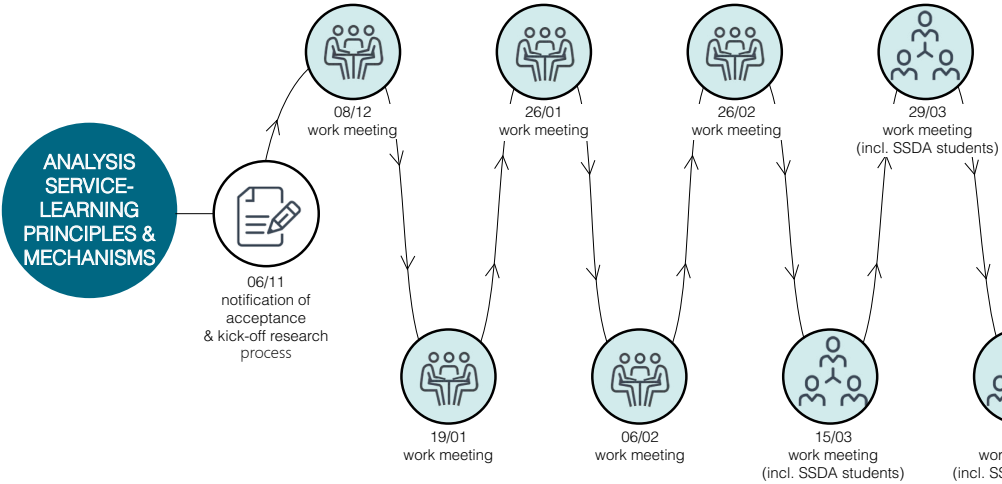 ANALYSIS
SERVICE-
LEARNING
PRINCIPLES &
MECHANISMS
06/11
notification of
acceptance
& kick-off research
process
08/12
work meeting
19/01
work meeting
26/01
work meeting
06/02
work meeting
26/02
work meeting
15/03
work meeting
(incl. SSDA students)
29/03
work meeting
(incl. SSDA students)